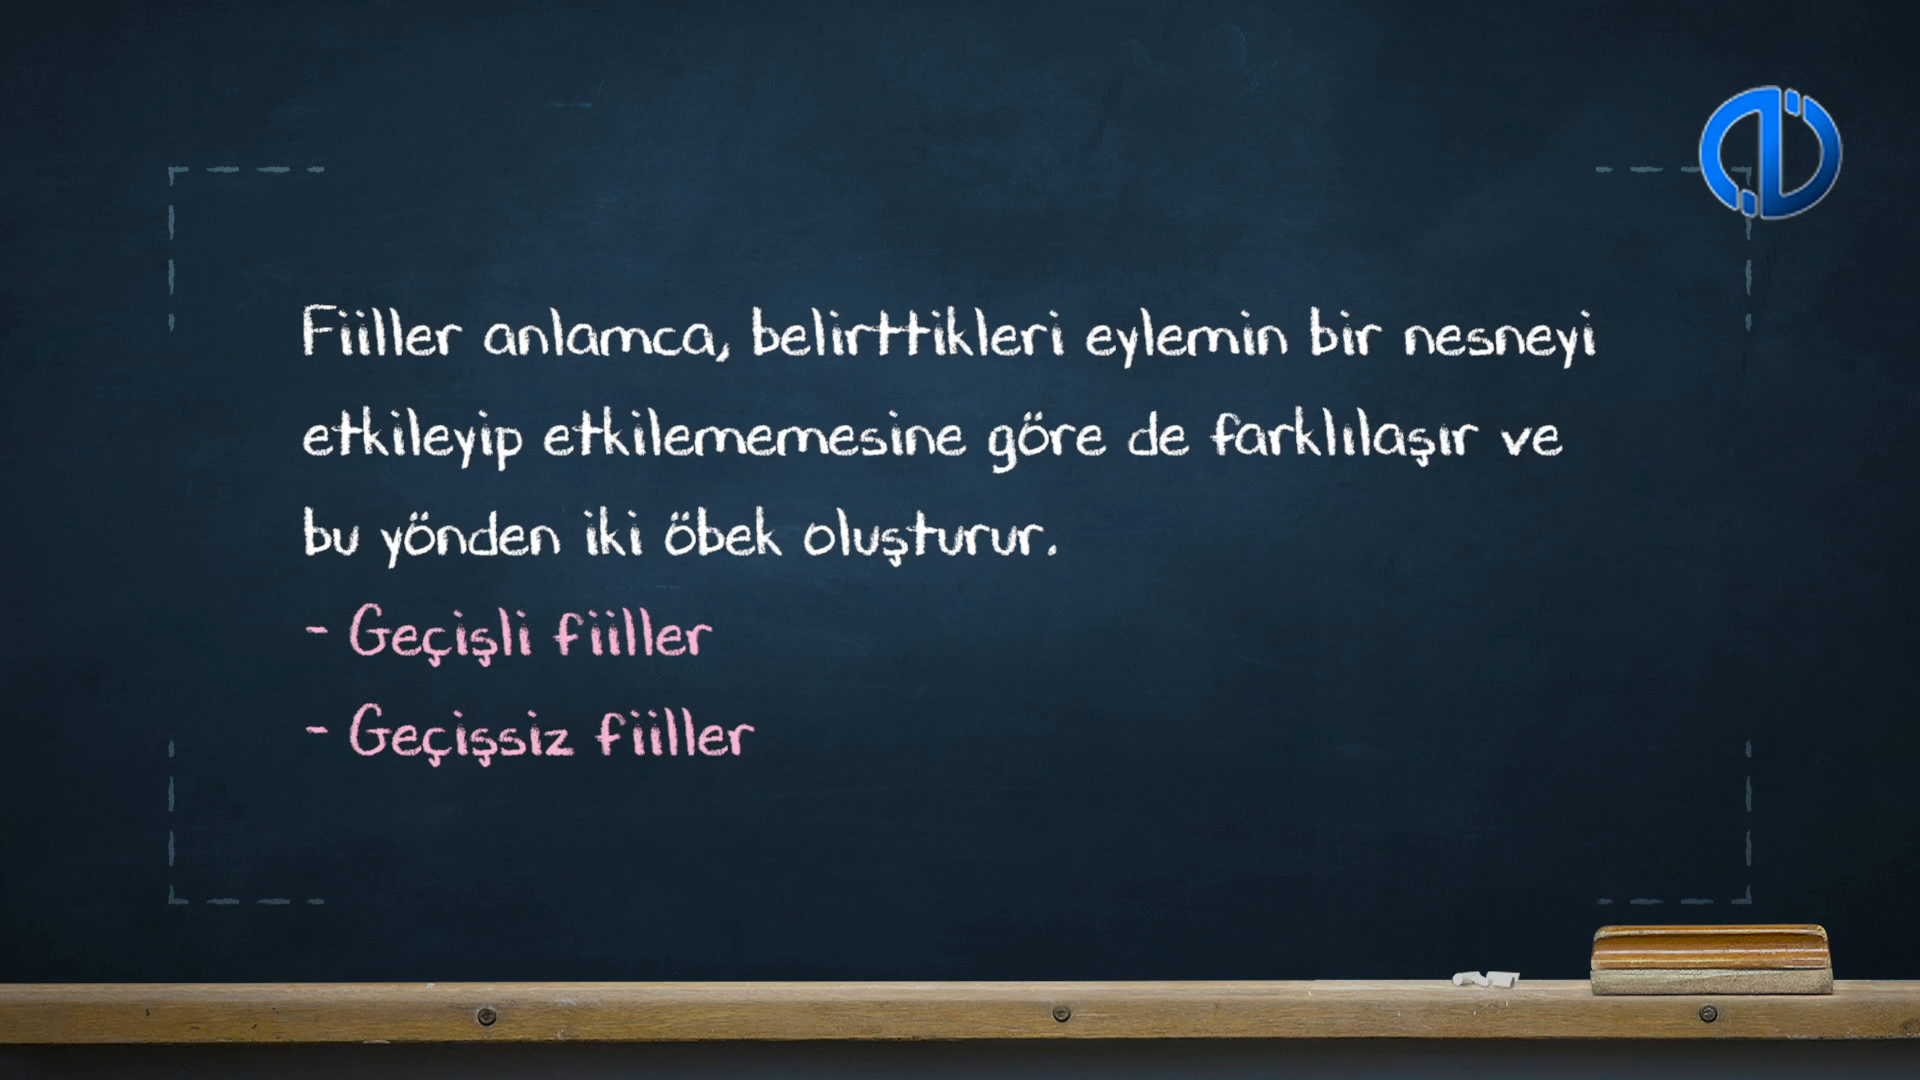 Fiiller anlamca, belirttikleri eylemin bir nesneyi
etkileyip etkilememesine göre de farklılaşır ve
bu yönden iki öbek oluşturur.
- Geçişli fiiller
- Geçişsiz fiiller